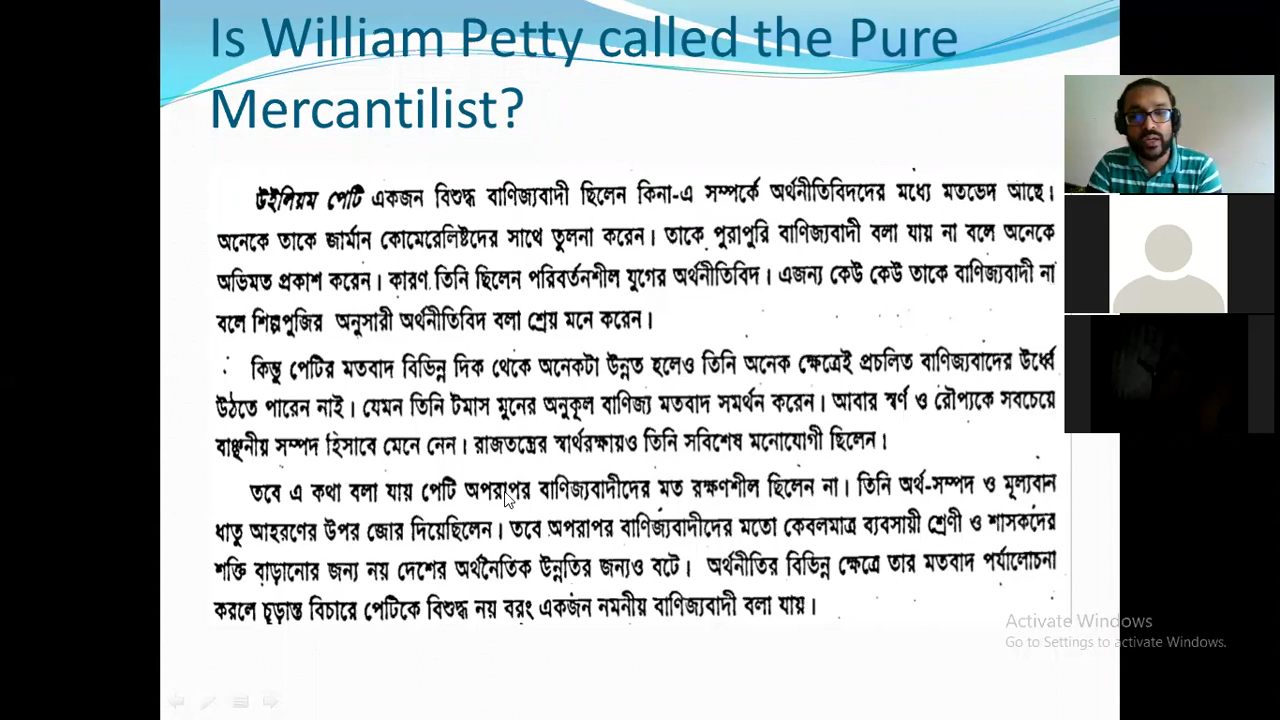 Is William Petty called the Pure
Mercantilist?
উইলিয়ম পেটি একজন বিশুদ্ধ বাণিজ্যবাদী ছিলেন কিনা-এ সম্পর্কে অর্থনীতিবিদদের মধ্যে মতভেদ আছে।
অনেকে তাকে জার্মান কোমেরেলিষ্টদের সাথে তুলনা করেন। তাকে পুরাপুরি বাণিজ্যবাদী বলা যায় না বলে অনেকে
অভিমত প্রকাশ করেন। কারণ তিনি ছিলেন পরিবর্তনশীল যুগের অর্থনীতিবিদ। এজন্য কেউ কেউ তাকে বাণিজ্যবাদী না
বলে শিল্পপুজির অনুসারী অর্থনীতিবিদ বলা শ্রেয় মনে করেন।
কিন্তু পেটির মতবাদ বিভিন্ন দিক থেকে অনেকটা উন্নত হলেও তিনি অনেক ক্ষেত্রেই প্রচলিত বাণিজ্যবাদের উর্ধ্বে
উঠতে পারেন নাই। যেমন তিনি টমাস মুনের অনুকূল বাণিজ্য মতবাদ সমর্থন করেন। আবার স্বর্ণ ও রৌপ্যকে সবচেয়ে
বাঞ্ছনীয় সম্পদ হিসাবে মেনে নেন। রাজতন্ত্রের স্বার্থরক্ষায়ও তিনি সবিশেষ মনোযোগী ছিলেন।
তবে এ কথা বলা যায় পেটি অপরাপর বাণিজ্যবাদীদের মত রক্ষণশীল ছিলেন না। তিনি অর্থ-সম্পদ ও মূল্যবান
ধাতু আহরণের উপর জোর দিয়েছিলেন। তবে অপরাপর বাণিজ্যবাদীদের মতো কেবলমাত্র ব্যবসায়ী শ্রেণী ও শাসকদের
শক্তি বাড়ানোর জন্য নয় দেশের অর্থনৈতিক উন্নতির জন্যও বটে। অর্থনীতির বিভিন্ন ক্ষেত্রে তার মতবাদ পর্যালোচনা
করলে চূড়ান্ত বিচারে পেটিকে বিশুদ্ধ নয় বরং একজন নমনীয় বাণিজ্যবাদী বলা যায়।
Activate Windows
Go to Settings to activate Windows.